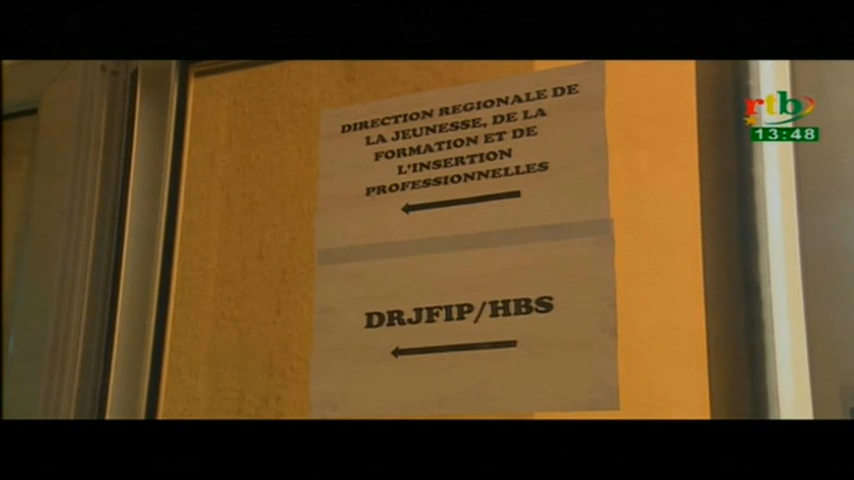 DIRECTION REGIONALE DE
LA JEUNESSE, DE LA
FORMATION ET DE
L'INSERTION
PROFESSIONNELLES
DRJFIP/HBS
rtb
13:48